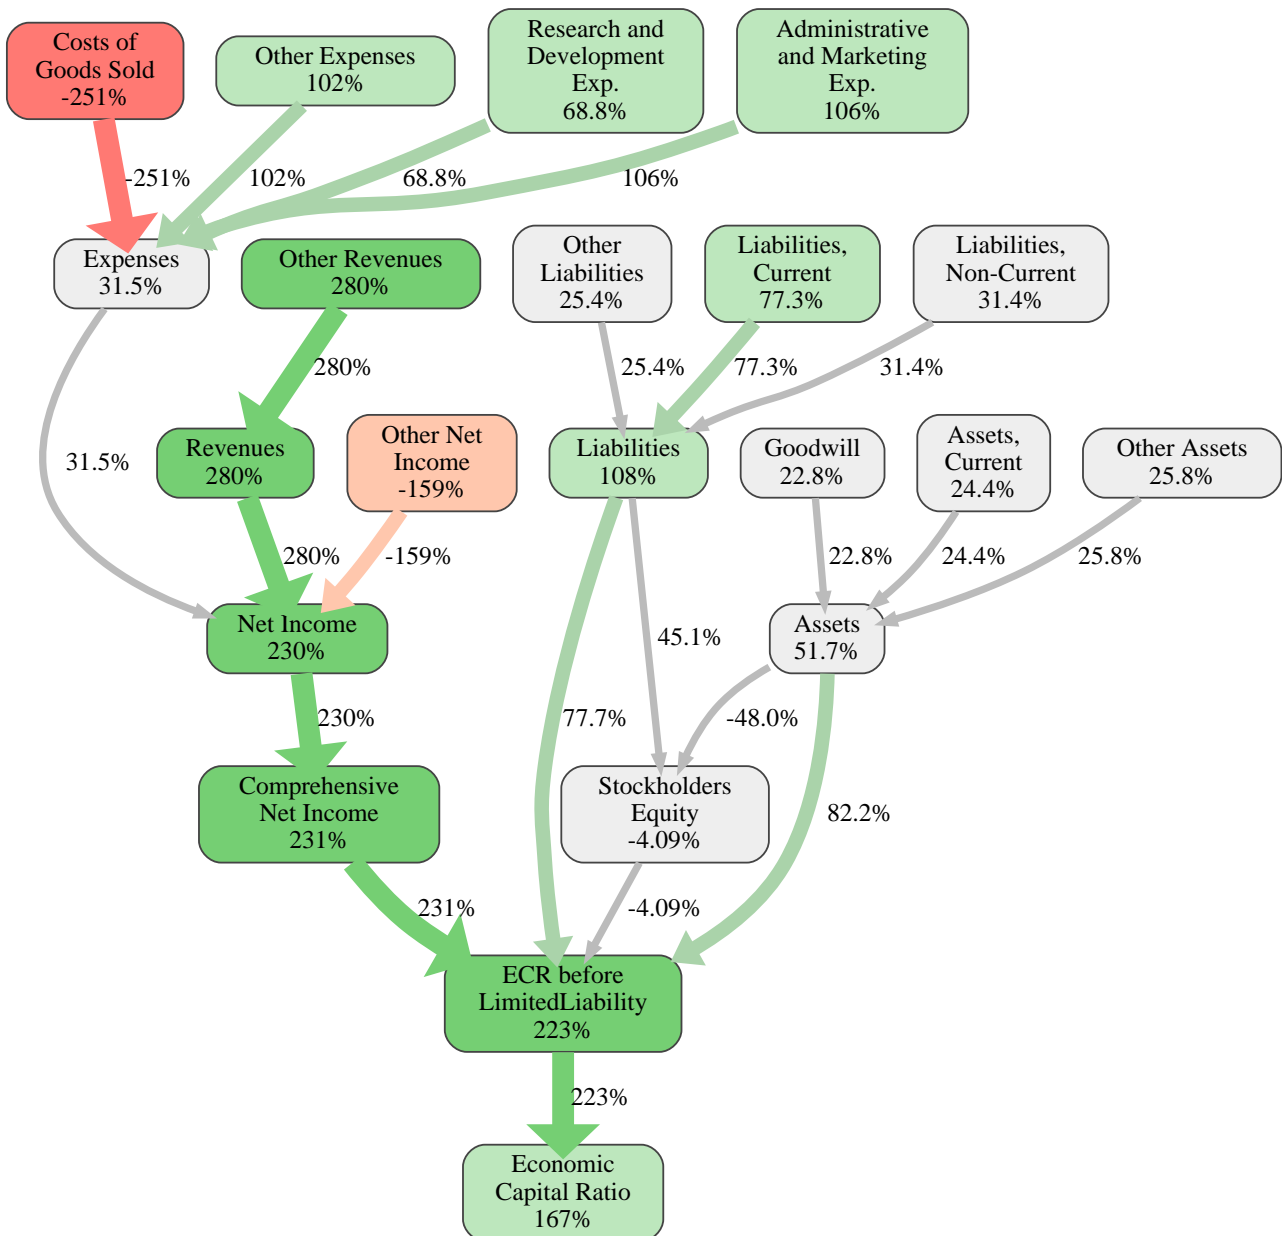 Costs of
Goods Sold
-251%
Other Expenses
102%
Research and
Development
Exp.
68.8%
Administrative
and Marketing
Exp.
106%
-251%
102%
68.8%
106%
Expenses
31.5%
Other Revenues
280%
Other
Liabilities
25.4%
Liabilities,
Current
77.3%
Liabilities,
Non-Current
31.4%
280%
25.4%
77.3%
31.4%
31.5%
Revenues
280%
Other Net
Income
-159%
Liabilities
108%
Goodwill
22.8%
Assets,
Current
24.4%
Other Assets
25.8%
280%
-159%
22.8%
24.4%
25.8%
Net Income
230%
45.1%
Assets
51.7%
230%
77.7%
-48.0%
Comprehensive
Net Income
231%
Stockholders
Equity
-4.09%
82.2%
231%
-4.09%
ECR before
LimitedLiability
223%
223%
Economic
Capital Ratio
167%